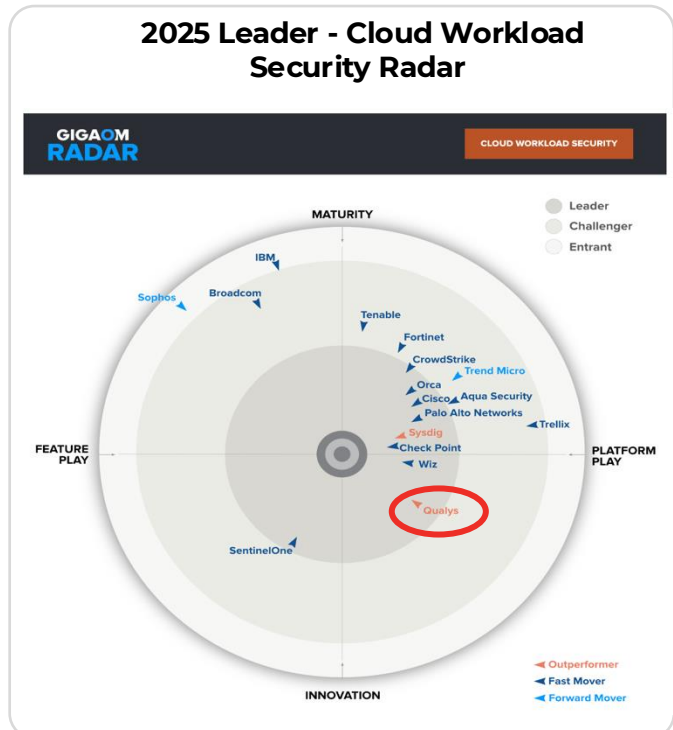 2025 Leader - Cloud Workload
Security Radar
GIGAOM
RADAR
CLOUD WORKLOAD SECURITY
Leader
Challenger
Entrant
MATURITY
IBM
Sophos
Broadcom
Tenable
Fortinet
CrowdStrike
Trend Micro
Orca
Cisco
Aqua Security
Palo Alto Networks
Trellix
Sysdig
Check Point
Wiz
FEATURE
PLAY
PLATFORM
PLAY
Qualys
SentinelOne
INNOVATION
Outperformer
Fast Mover
Forward Mover